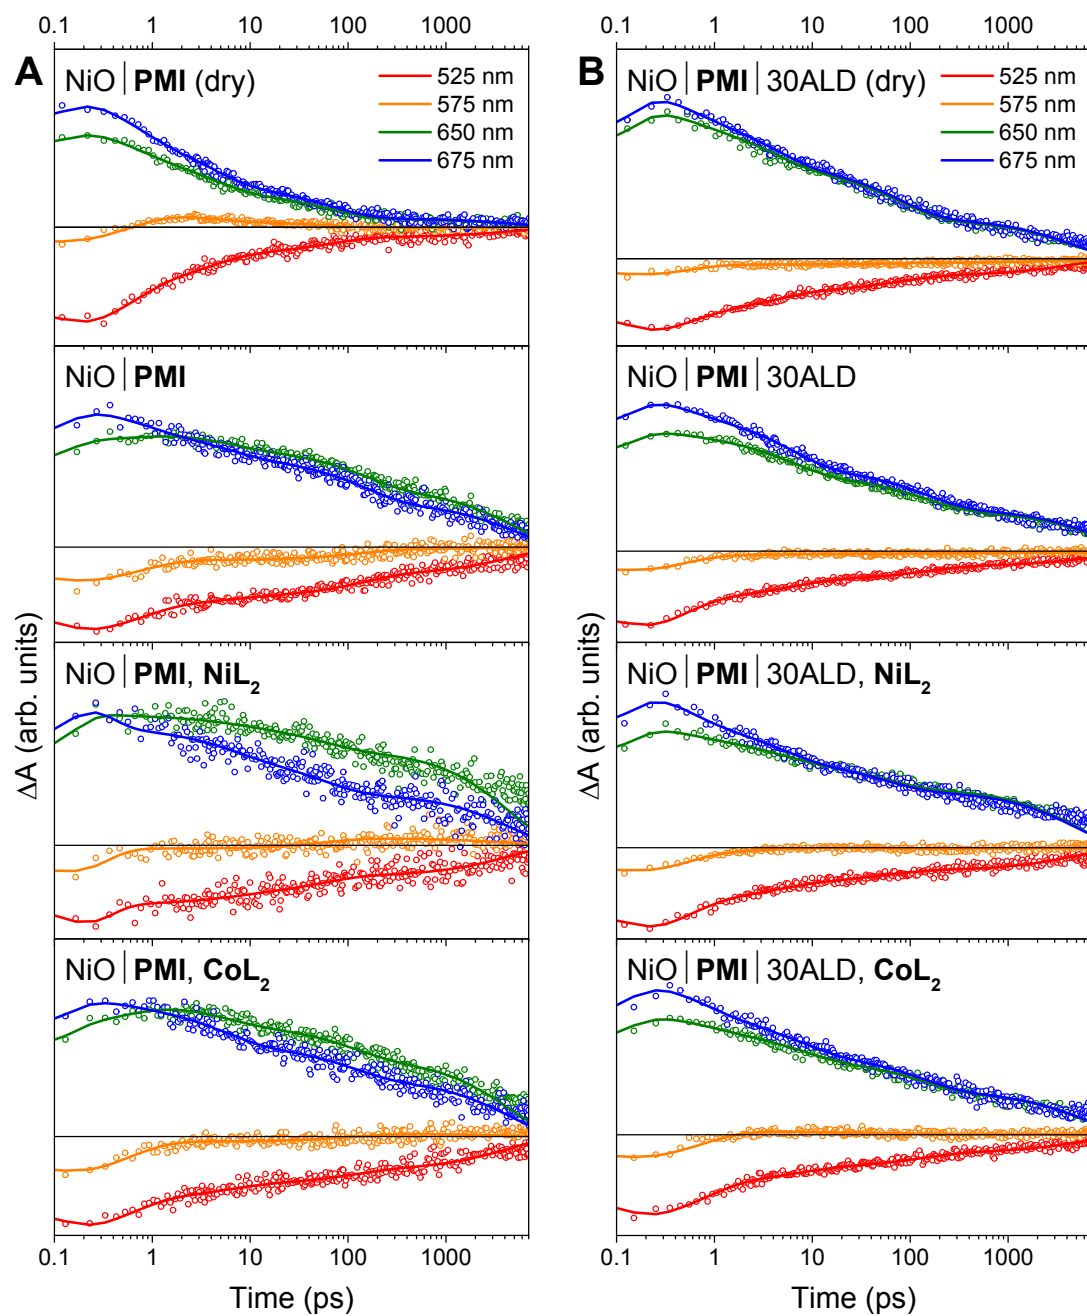 0.1 1 10 100 1000
A
NiO | PMI (dry)
525 nm
575 nm
650 nm
675 nm
NiO | PMI
NiO | PMI, NiL₂
NiO | PMI, CoL₂
ΔA (arb. units)
0.1 1 10 100 1000
Time (ps)
0.1 1 10 100 1000
B
NiO | PMI | 30ALD (dry)
525 nm
575 nm
650 nm
675 nm
NiO | PMI | 30ALD
NiO | PMI | 30ALD, NiL₂
NiO | PMI | 30ALD, CoL₂
ΔA (arb. units)
0.1 1 10 100 1000
Time (ps)